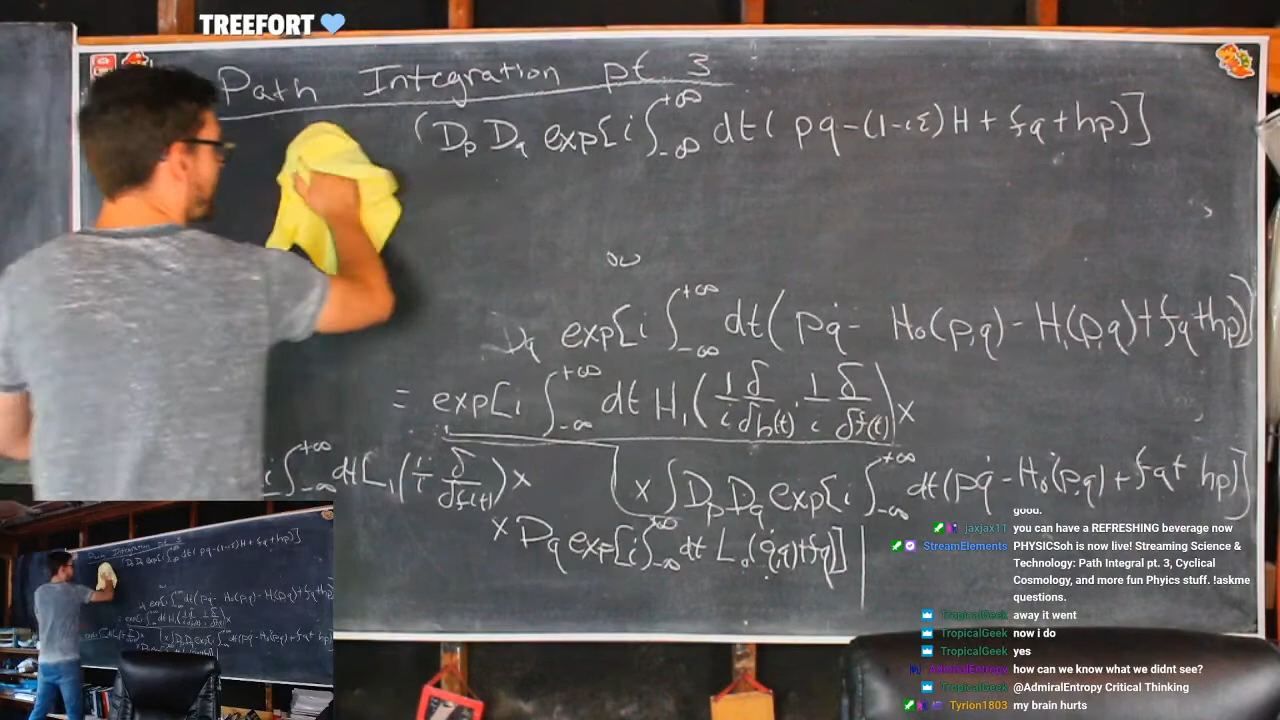 TREEFORT 💙
Path Integration pt. 3
(Dp Dq exp[i∫_{-∞}^{+∞} dt( pq-(1-iε)H + fq+hp)]
Dq exp[i ∫_{-∞}^{+∞} dt( pq̇ - H₀(p,q) - H₁(p,q)+fq+hp)]
= exp[i ∫_{-∞}^{+∞} dt H₁( 1/i δ/δh(t), 1/i δ/δf(t) ) ×
i∫_{-∞}^{+∞} dt L₁( 1/i δ/δf(t) ) ×
× ∫Dp Dq exp[i ∫_{-∞}^{+∞} dt(pq̇ - H₀(p,q) + fq+ hp)]
× Dq exp[i∫_{-∞}^{+∞} dt L₀(q̇,q)+fq]]
good.
jaxjax11 you can have a REFRESHING beverage now
StreamElements PHYSICSoh is now live! Streaming Science &
Technology: Path Integral pt. 3, Cyclical
Cosmology, and more fun Phyics stuff. !askme
questions.
TropicalGeek away it went
TropicalGeek now i do
TropicalGeek yes
AdmiralEntropy how can we know what we didnt see?
TropicalGeek @AdmiralEntropy Critical Thinking
Tyrion1803 my brain hurts